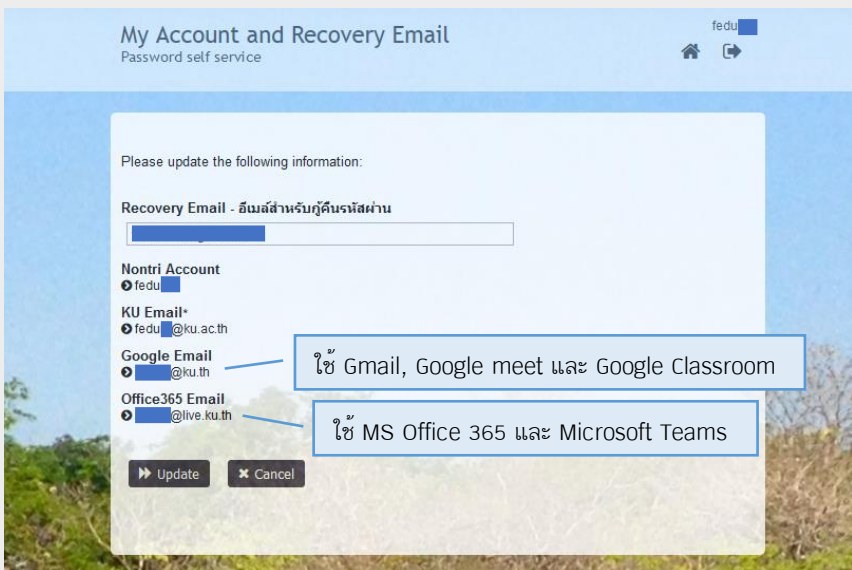 My Account and Recovery Email
Password self service
fedu
Please update the following information:
Recovery Email - อีเมล์สำหรับกู้คืนรหัสผ่าน
Nontri Account
fedu
KU Email*
fedu @ku.ac.th
Google Email
@ku.th
ใช้ Gmail, Google meet และ Google Classroom
Office365 Email
@live.ku.th
ใช้ MS Office 365 และ Microsoft Teams
Update
Cancel